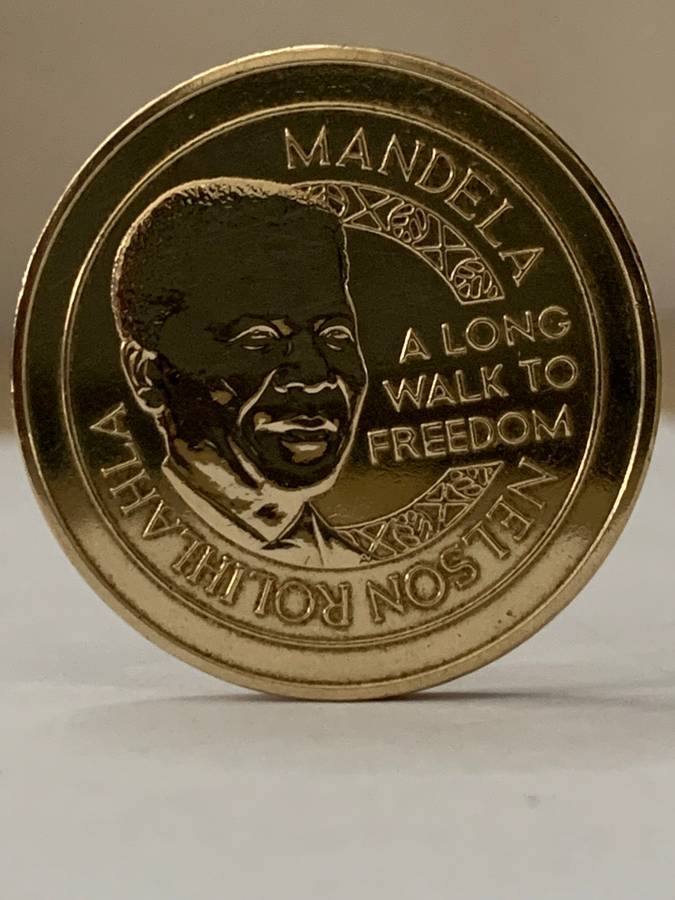 NELSON ROLIHLAHLA
MANDELA
A LONG
WALK TO
FREEDOM